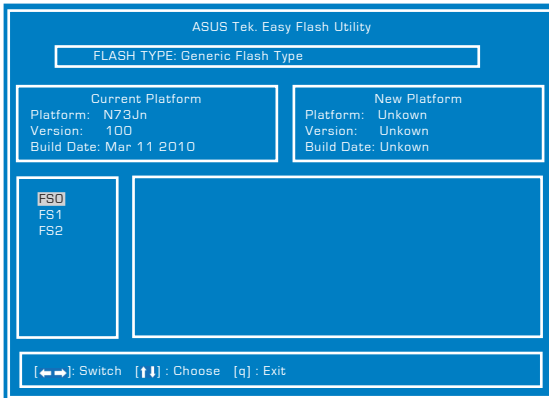 ASUS Tek. Easy Flash Utility
FLASH TYPE: Generic Flash Type
Current Platform
Platform: N73Jn
Version: 100
Build Date: Mar 11 2010
New Platform
Platform: Unkown
Version: Unkown
Build Date: Unkown
FS0
FS1
FS2
[←→]: Switch [↑↓] : Choose [q] : Exit